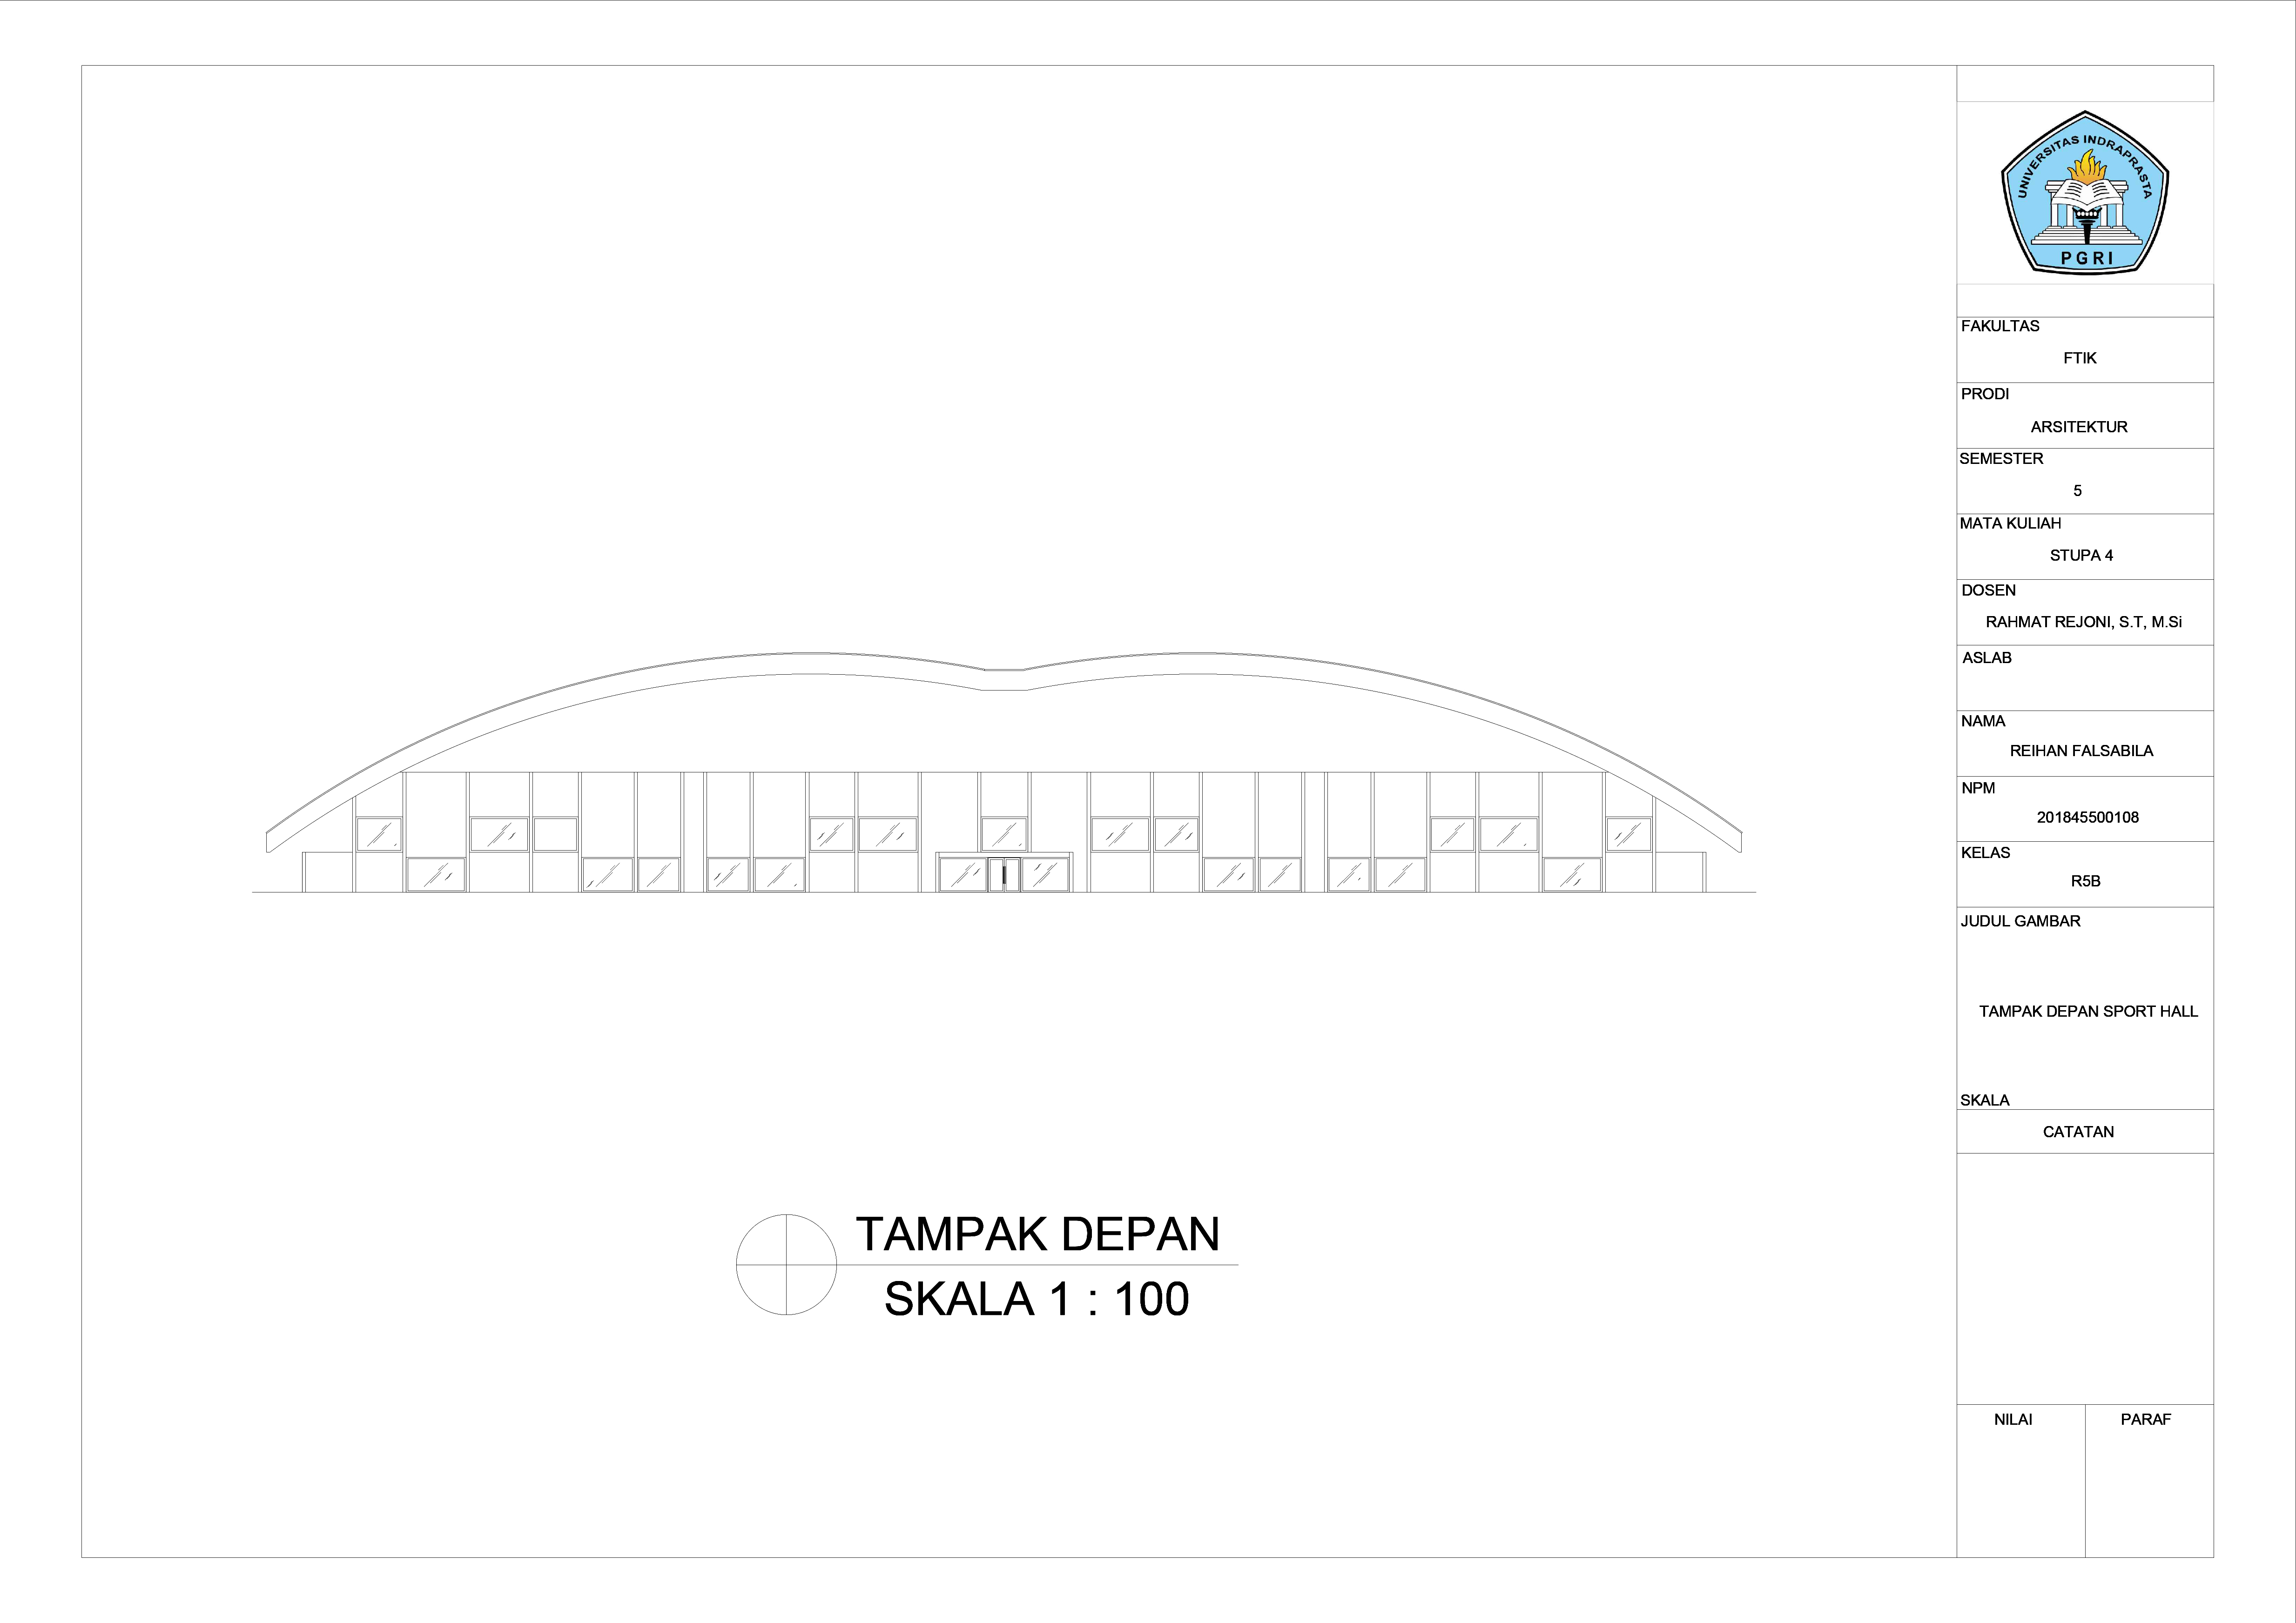 TAMPAK DEPAN
SKALA 1 : 100
UNIVERSITAS INDRAPRASTA
PGRI
FAKULTAS
FTIK
PRODI
ARSITEKTUR
SEMESTER
5
MATA KULIAH
STUPA 4
DOSEN
RAHMAT REJONI, S.T, M.Si
ASLAB
NAMA
REIHAN FALSABILA
NPM
201845500108
KELAS
R5B
JUDUL GAMBAR
TAMPAK DEPAN SPORT HALL
SKALA
CATATAN
NILAI
PARAF